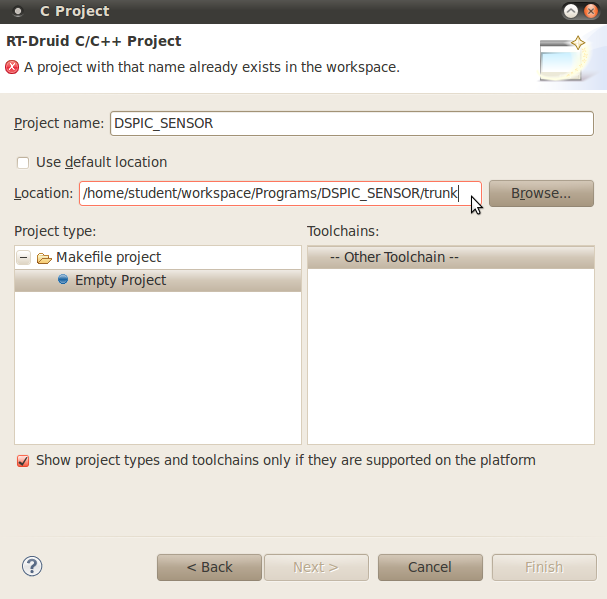 C Project
RT-Druid C/C++ Project
A project with that name already exists in the workspace.
Project name: DSPIC_SENSOR
Use default location
Location: /home/student/workspace/Programs/DSPIC_SENSOR/trunk Browse...
Project type: Toolchains:
Makefile project -- Other Toolchain --
Empty Project
Show project types and toolchains only if they are supported on the platform
? < Back Next > Cancel Finish